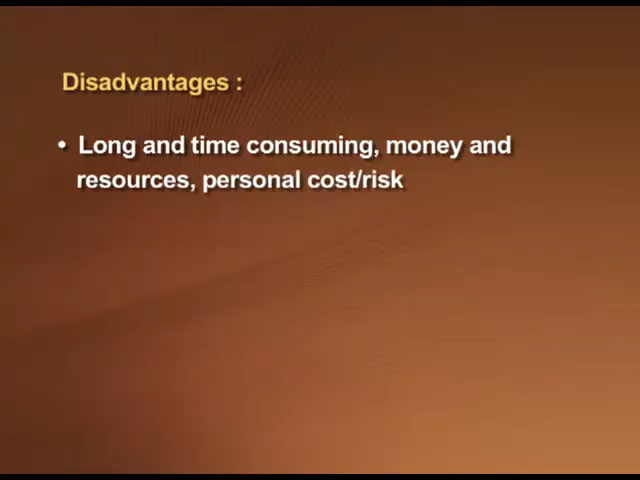 Disadvantages :
• Long and time consuming, money and
resources, personal cost/risk